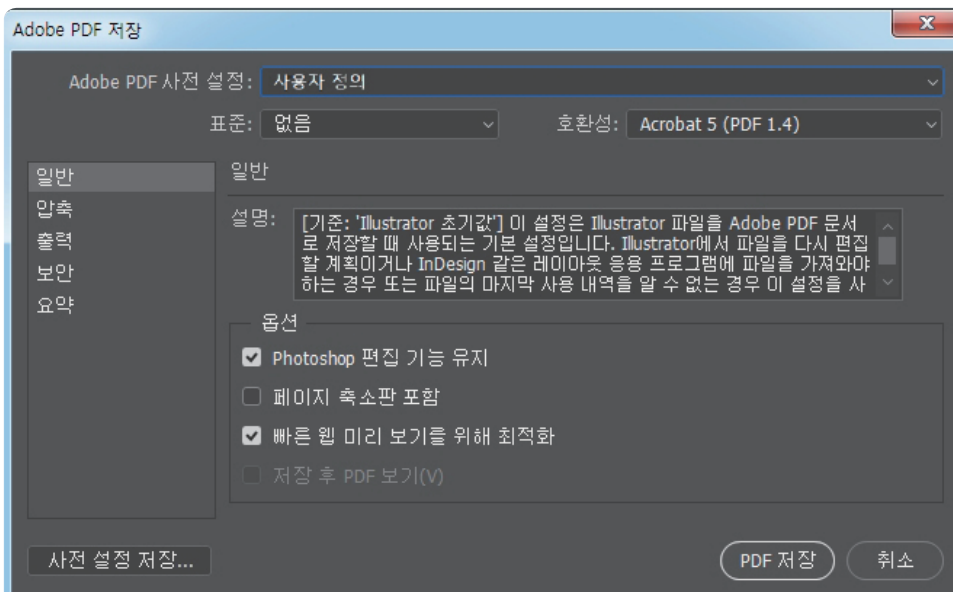 Adobe PDF 저장
Adobe PDF 사전 설정: 사용자 정의
표준: 없음 호환성: Acrobat 5 (PDF 1.4)
일반
압축
출력
보안
요약
일반
설명: [기준: 'Illustrator 초기값'] 이 설정은 Illustrator 파일을 Adobe PDF 문서
로 저장할 때 사용되는 기본 설정입니다. Illustrator에서 파일을 다시 편집
할 계획이거나 InDesign 같은 레이아웃 응용 프로그램에 파일을 가져와야
하는 경우 또는 파일의 마지막 사용 내역을 알 수 없는 경우 이 설정을 사
옵션
Photoshop 편집 기능 유지
페이지 축소판 포함
빠른 웹 미리 보기를 위해 최적화
저장 후 PDF 보기(V)
사전 설정 저장... PDF 저장 취소